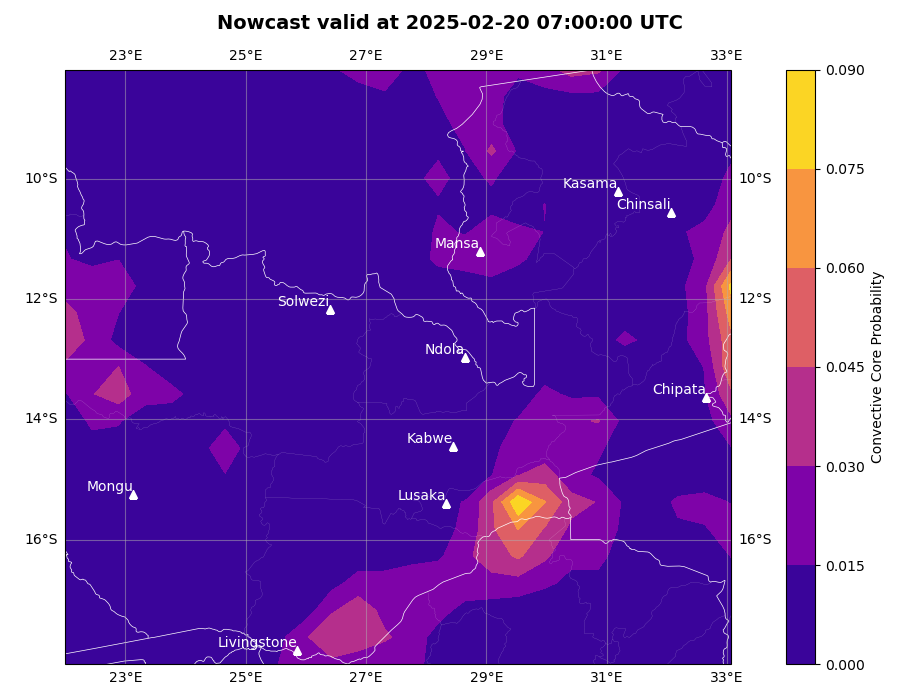 Nowcast valid at 2025-02-20 07:00:00 UTC
23°E 25°E 27°E 29°E 31°E 33°E
0.090
10°S Kasama 10°S
Chinsali
0.075
Mansa
0.060
12°S Solwezi 12°S
Ndola
0.045
Chipata
14°S 14°S
Kabwe
0.030
Mongu
Lusaka
16°S 16°S
0.015
Livingstone
0.000
23°E 25°E 27°E 29°E 31°E 33°E
Convective Core Probability